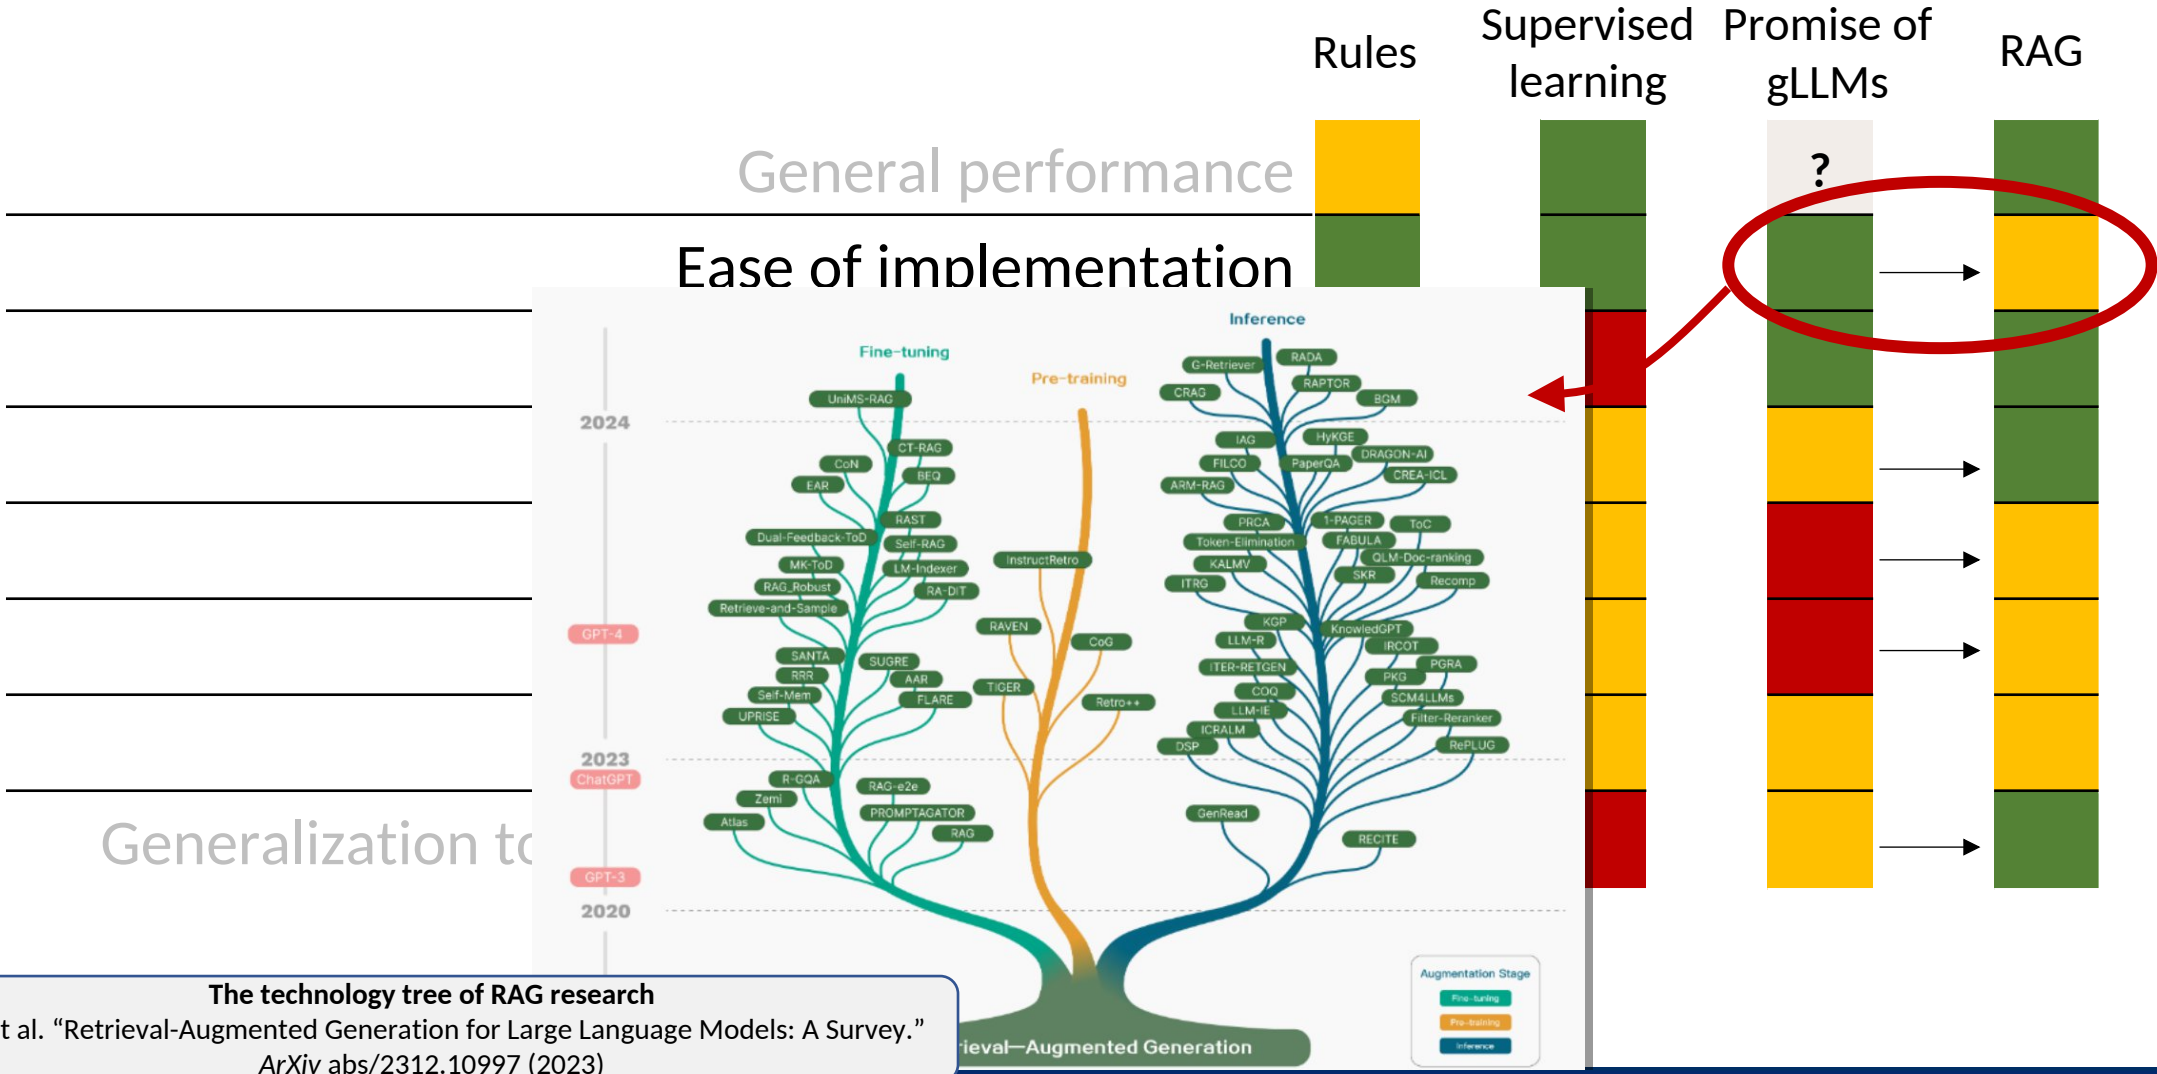 Rules
Supervised
learning
Promise of
gLLMs
RAG
General performance
?
Ease of implementation
Generalization to
Fine-tuning
Pre-training
Inference
2024
2023
2020
GPT-4
ChatGPT
GPT-3
UniMS-RAG
CT-RAG
CoN
BEQ
EAR
RAST
Dual-Feedback-ToD
Self-RAG
MK-ToD
LM-Indexer
RAG_Robust
RA-DIT
Retrieve-and-Sample
SANTA
SUGRE
RRR
AAR
Self-Mem
FLARE
UPRISE
R-GQA
RAG-e2e
Zemi
PROMPTAGATOR
Atlas
RAG
InstructRetro
RAVEN
CoG
TIGER
Retro++
G-Retriever
RADA
CRAG
RAPTOR
BGM
IAG
HyKGE
FILCO
PaperQA
DRAGON-AI
ARM-RAG
CREA-ICL
PRCA
1-PAGER
ToC
Token-Elimination
FABULA
KALMV
QLM-Doc-ranking
ITRG
SKR
Recomp
KGP
KnowledGPT
LLM-R
IRCOT
ITER-RETGEN
PGRA
PKG
COQ
SCM4LLMs
LLM-IE
Filter-Reranker
ICRALM
DSP
RePLUG
GenRead
RECITE
Augmentation Stage
Fine-tuning
Pre-training
Inference
rieval—Augmented Generation
The technology tree of RAG research
t al. “Retrieval-Augmented Generation for Large Language Models: A Survey.”
ArXiv abs/2312.10997 (2023)